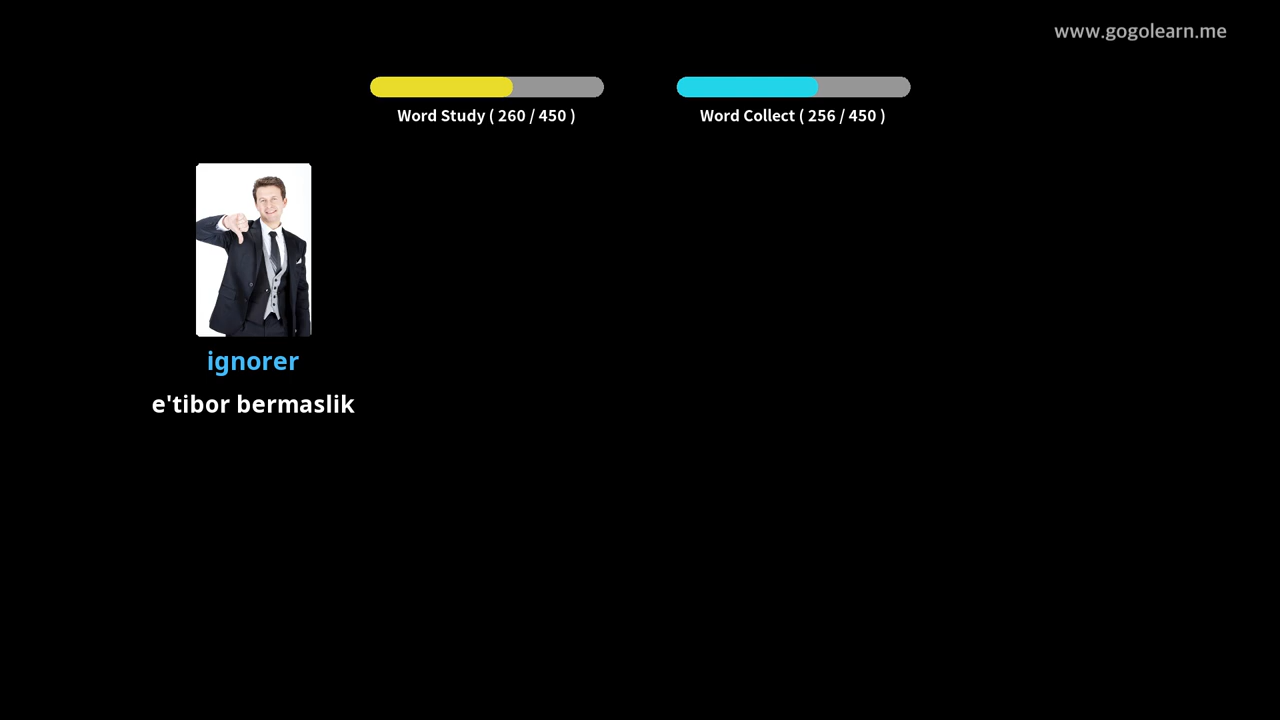 www.gogolearn.me
Word Study ( 260 / 450 )
Word Collect ( 256 / 450 )
ignorer
e'tibor bermaslik